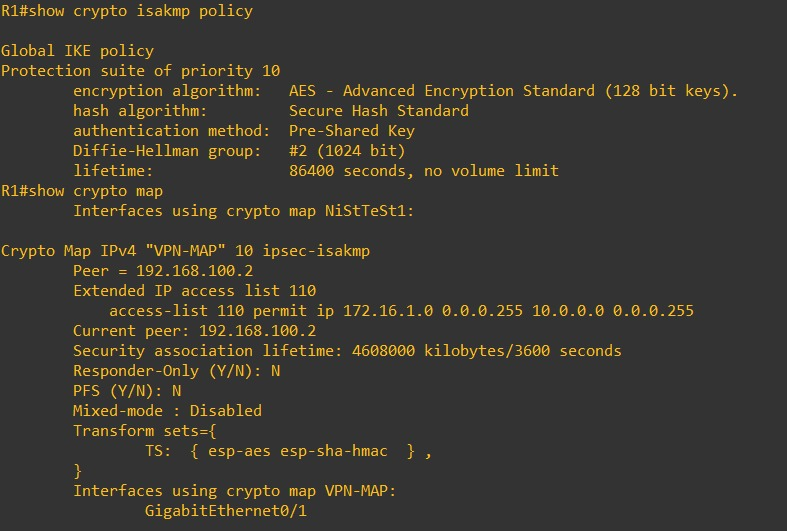 R1#show crypto isakmp policy
Global IKE policy
Protection suite of priority 10
encryption algorithm: AES - Advanced Encryption Standard (128 bit keys).
hash algorithm: Secure Hash Standard
authentication method: Pre-Shared Key
Diffie-Hellman group: #2 (1024 bit)
lifetime: 86400 seconds, no volume limit
R1#show crypto map
Interfaces using crypto map NiStTeSt1:
Crypto Map IPv4 "VPN-MAP" 10 ipsec-isakmp
Peer = 192.168.100.2
Extended IP access list 110
access-list 110 permit ip 172.16.1.0 0.0.0.255 10.0.0.0 0.0.0.255
Current peer: 192.168.100.2
Security association lifetime: 4608000 kilobytes/3600 seconds
Responder-Only (Y/N): N
PFS (Y/N): N
Mixed-mode : Disabled
Transform sets={
TS: { esp-aes esp-sha-hmac } ,
}
Interfaces using crypto map VPN-MAP:
GigabitEthernet0/1